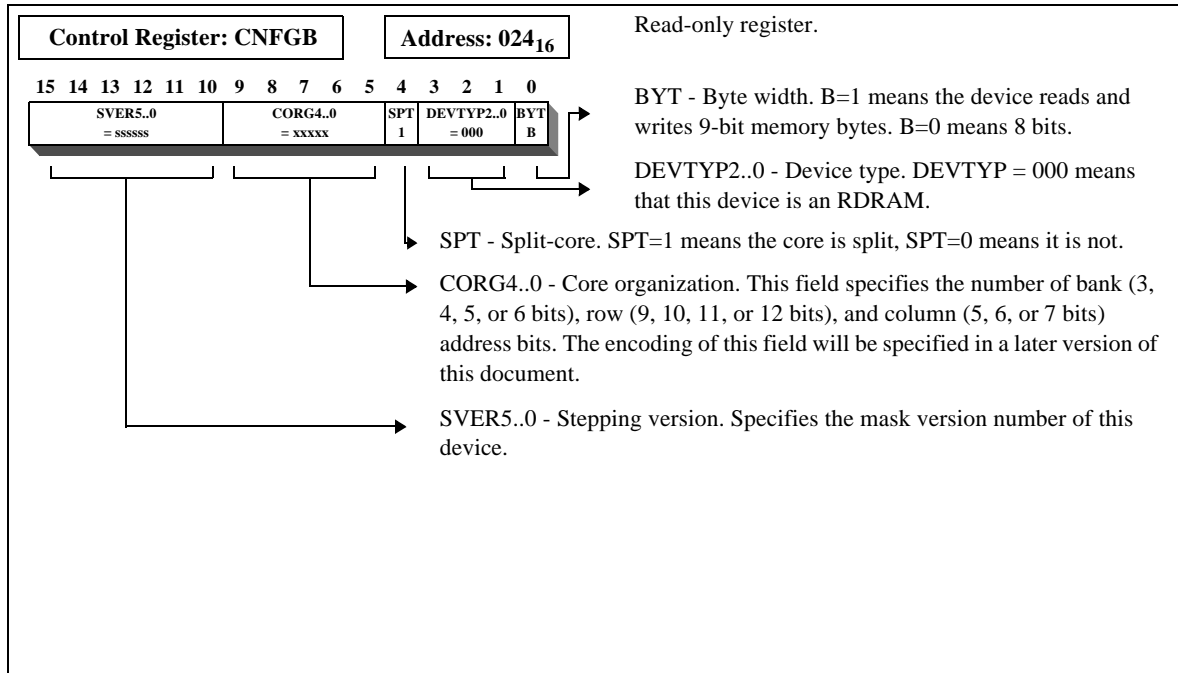 Control Register: CNFGB
Address: 024₁₆
Read-only register.
15 14 13 12 11 10 9 8 7 6 5 4 3 2 1 0
SVER5..0 CORG4..0 SPT DEVTYP2..0 BYT
= ssssss = xxxxx 1 = 000 B
BYT - Byte width. B=1 means the device reads and
writes 9-bit memory bytes. B=0 means 8 bits.
DEVTYP2..0 - Device type. DEVTYP = 000 means
that this device is an RDRAM.
SPT - Split-core. SPT=1 means the core is split, SPT=0 means it is not.
CORG4..0 - Core organization. This field specifies the number of bank (3,
4, 5, or 6 bits), row (9, 10, 11, or 12 bits), and column (5, 6, or 7 bits)
address bits. The encoding of this field will be specified in a later version of
this document.
SVER5..0 - Stepping version. Specifies the mask version number of this
device.